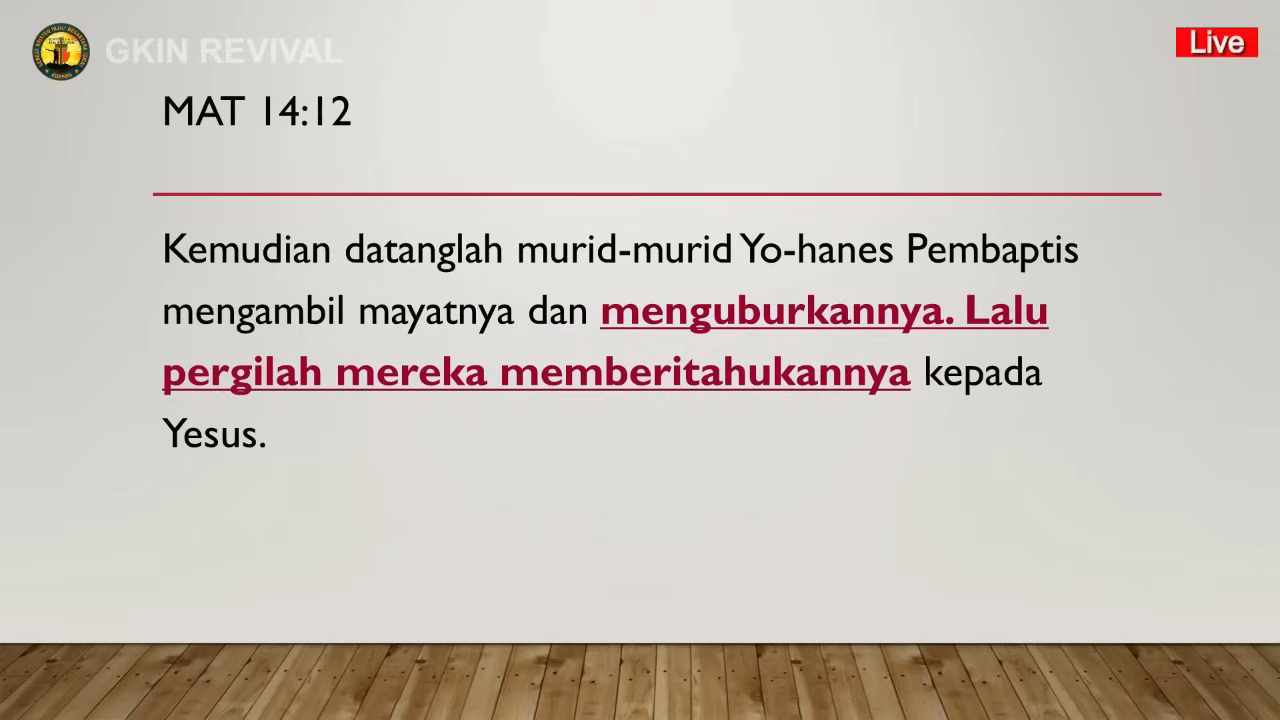 GKIN REVIVAL
Live
MAT 14:12
Kemudian datanglah murid-murid Yo-hanes Pembaptis
mengambil mayatnya dan menguburkannya. Lalu
pergilah mereka memberitahukannya kepada
Yesus.